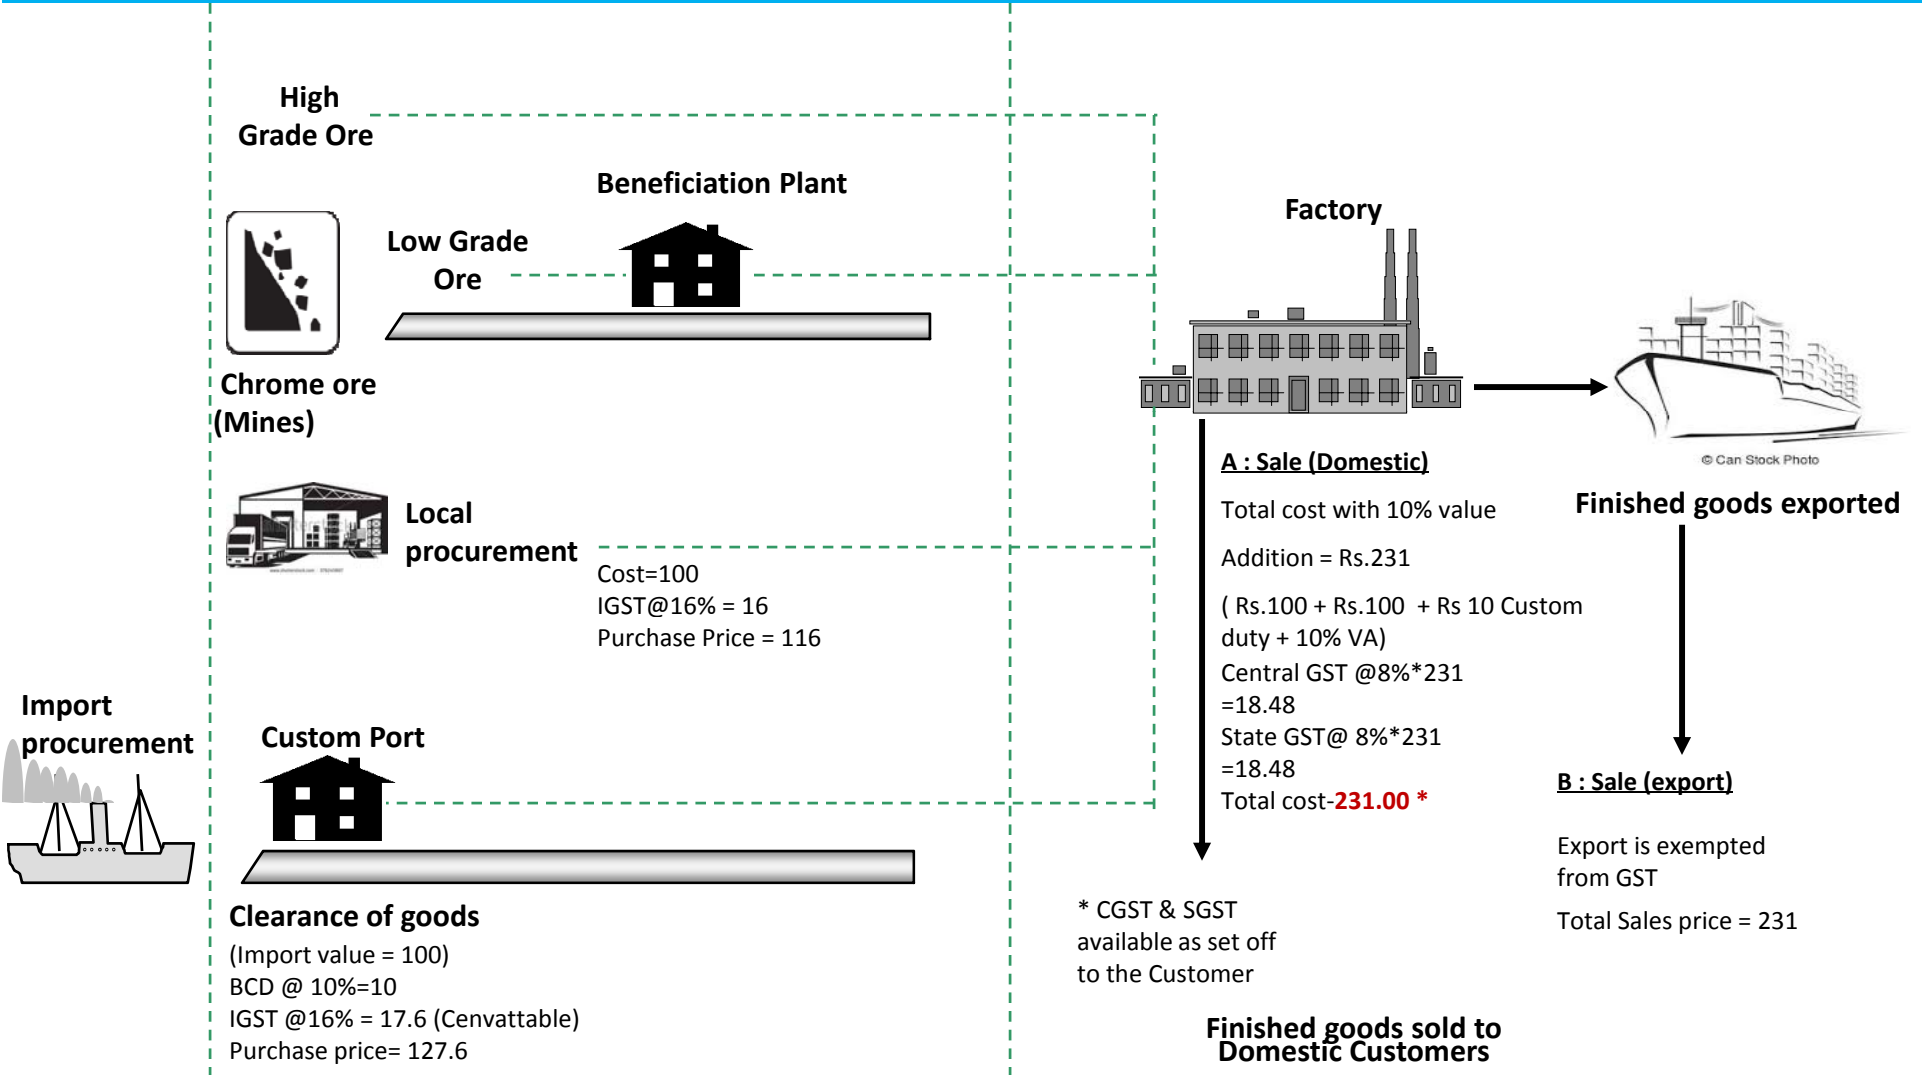 High
Grade Ore
Beneficiation Plant
Low Grade
Ore
Chrome ore
(Mines)
Local
procurement
Cost=100
IGST@16% = 16
Purchase Price = 116
Import
procurement
Custom Port
Clearance of goods
(Import value = 100)
BCD @ 10%=10
IGST @16% = 17.6 (Cenvattable)
Purchase price= 127.6
Factory
A : Sale (Domestic)
Total cost with 10% value
Addition = Rs.231
( Rs.100 + Rs.100 + Rs 10 Custom
duty + 10% VA)
Central GST @8%*231
=18.48
State GST@ 8%*231
=18.48
Total cost-231.00 *
* CGST & SGST
available as set off
to the Customer
Finished goods sold to
Domestic Customers
© Can Stock Photo
Finished goods exported
B : Sale (export)
Export is exempted
from GST
Total Sales price = 231